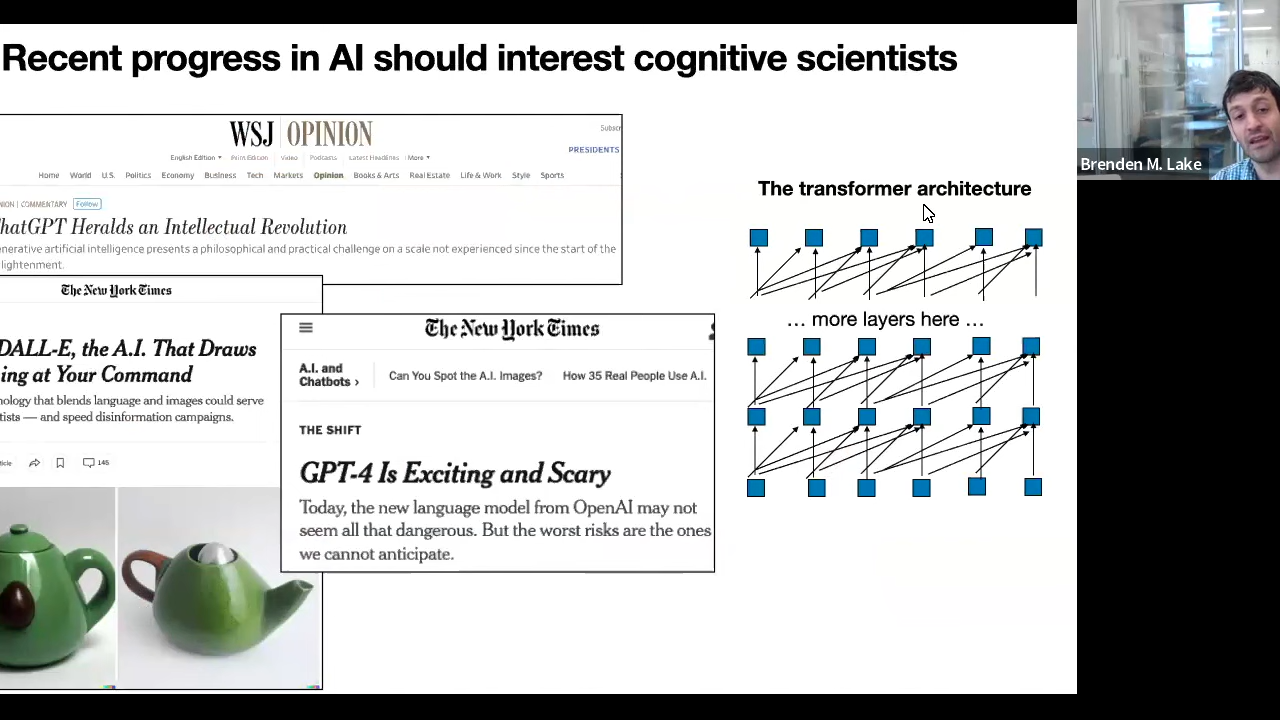 Recent progress in AI should interest cognitive scientists
WSJ OPINION
Subscr
English Edition Print Edition Video Podcasts Latest Headlines More
PRESIDENTS
Home World U.S. Politics Economy Business Tech Markets Opinion Books & Arts Real Estate Life & Work Style Sports
NION | COMMENTARY Follow
hatGPT Heralds an Intellectual Revolution
enerative artificial intelligence presents a philosophical and practical challenge on a scale not experienced since the start of the
lightenment.
The New York Times
DALL-E, the A.I. That Draws
ing at Your Command
nology that blends language and images could serve
tists — and speed disinformation campaigns.
ticle 145
The New York Times
A.I. and
Chatbots › Can You Spot the A.I. Images? How 35 Real People Use A.I.
THE SHIFT
GPT-4 Is Exciting and Scary
Today, the new language model from OpenAI may not
seem all that dangerous. But the worst risks are the ones
we cannot anticipate.
The transformer architecture
… more layers here …
Brenden M. Lake